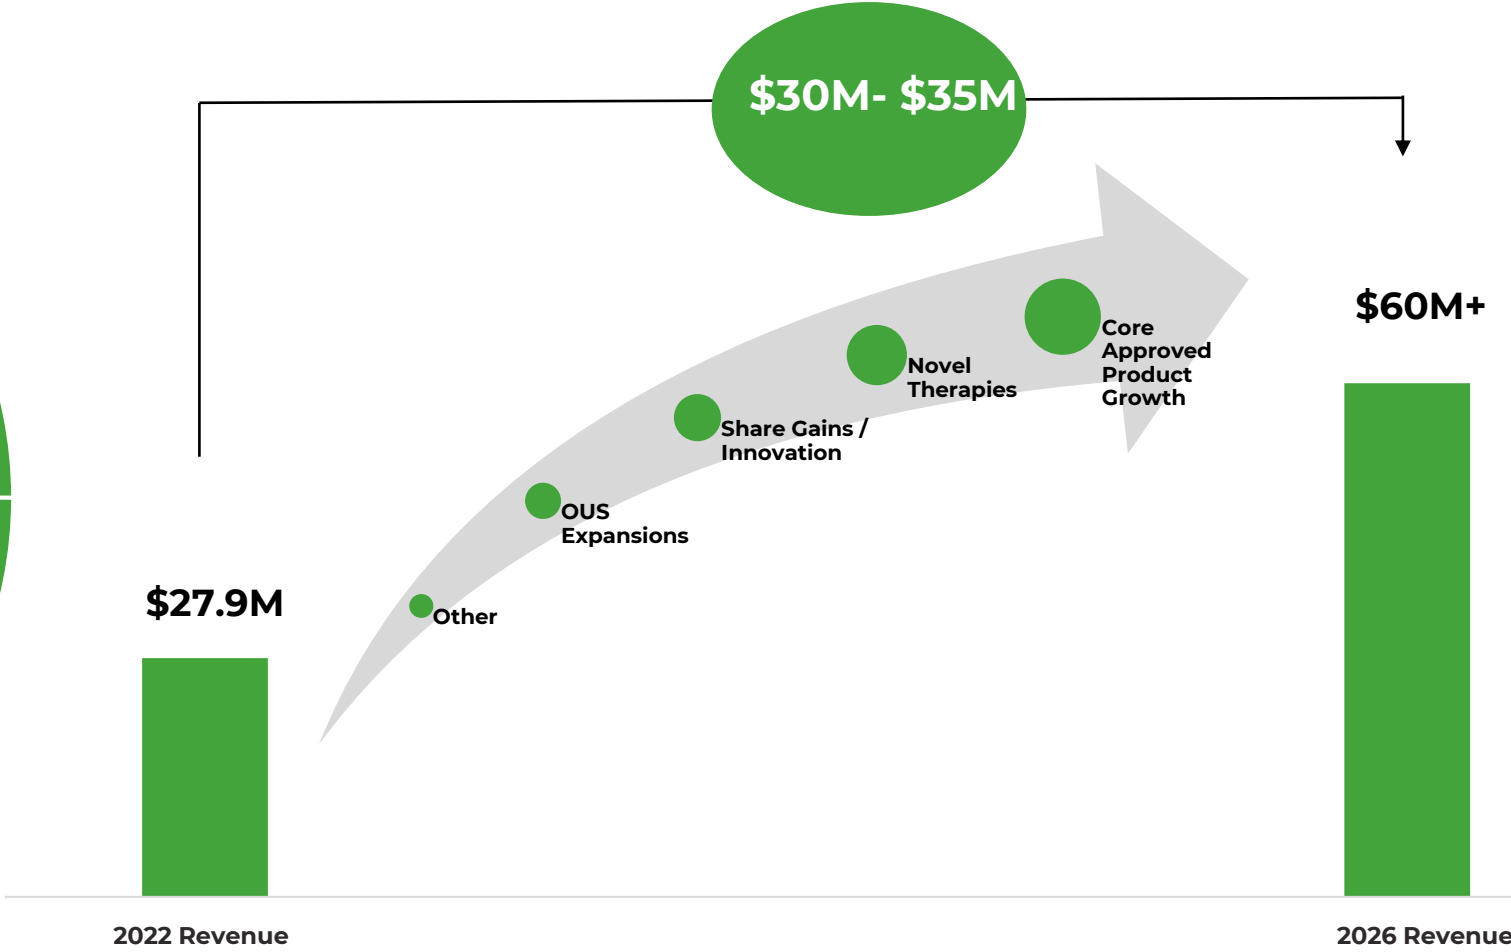 $30M- $35M
$60M+
Core
Approved
Product
Growth
Novel
Therapies
Share Gains /
Innovation
OUS
Expansions
$27.9M
Other
2022 Revenue
2026 Revenue